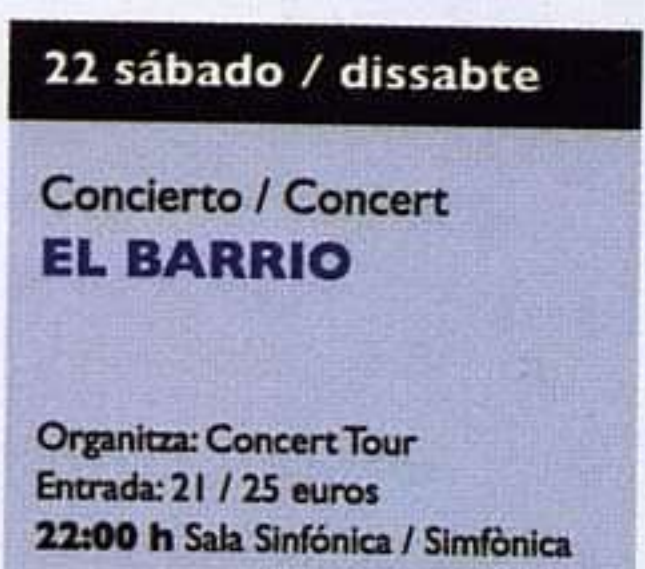 22 sábado / dissabte
Concierto / Concert
EL BARRIO
Organitza: Concert Tour
Entrada: 21 / 25 euros
22:00 h Sala Sinfónica / Simfònica